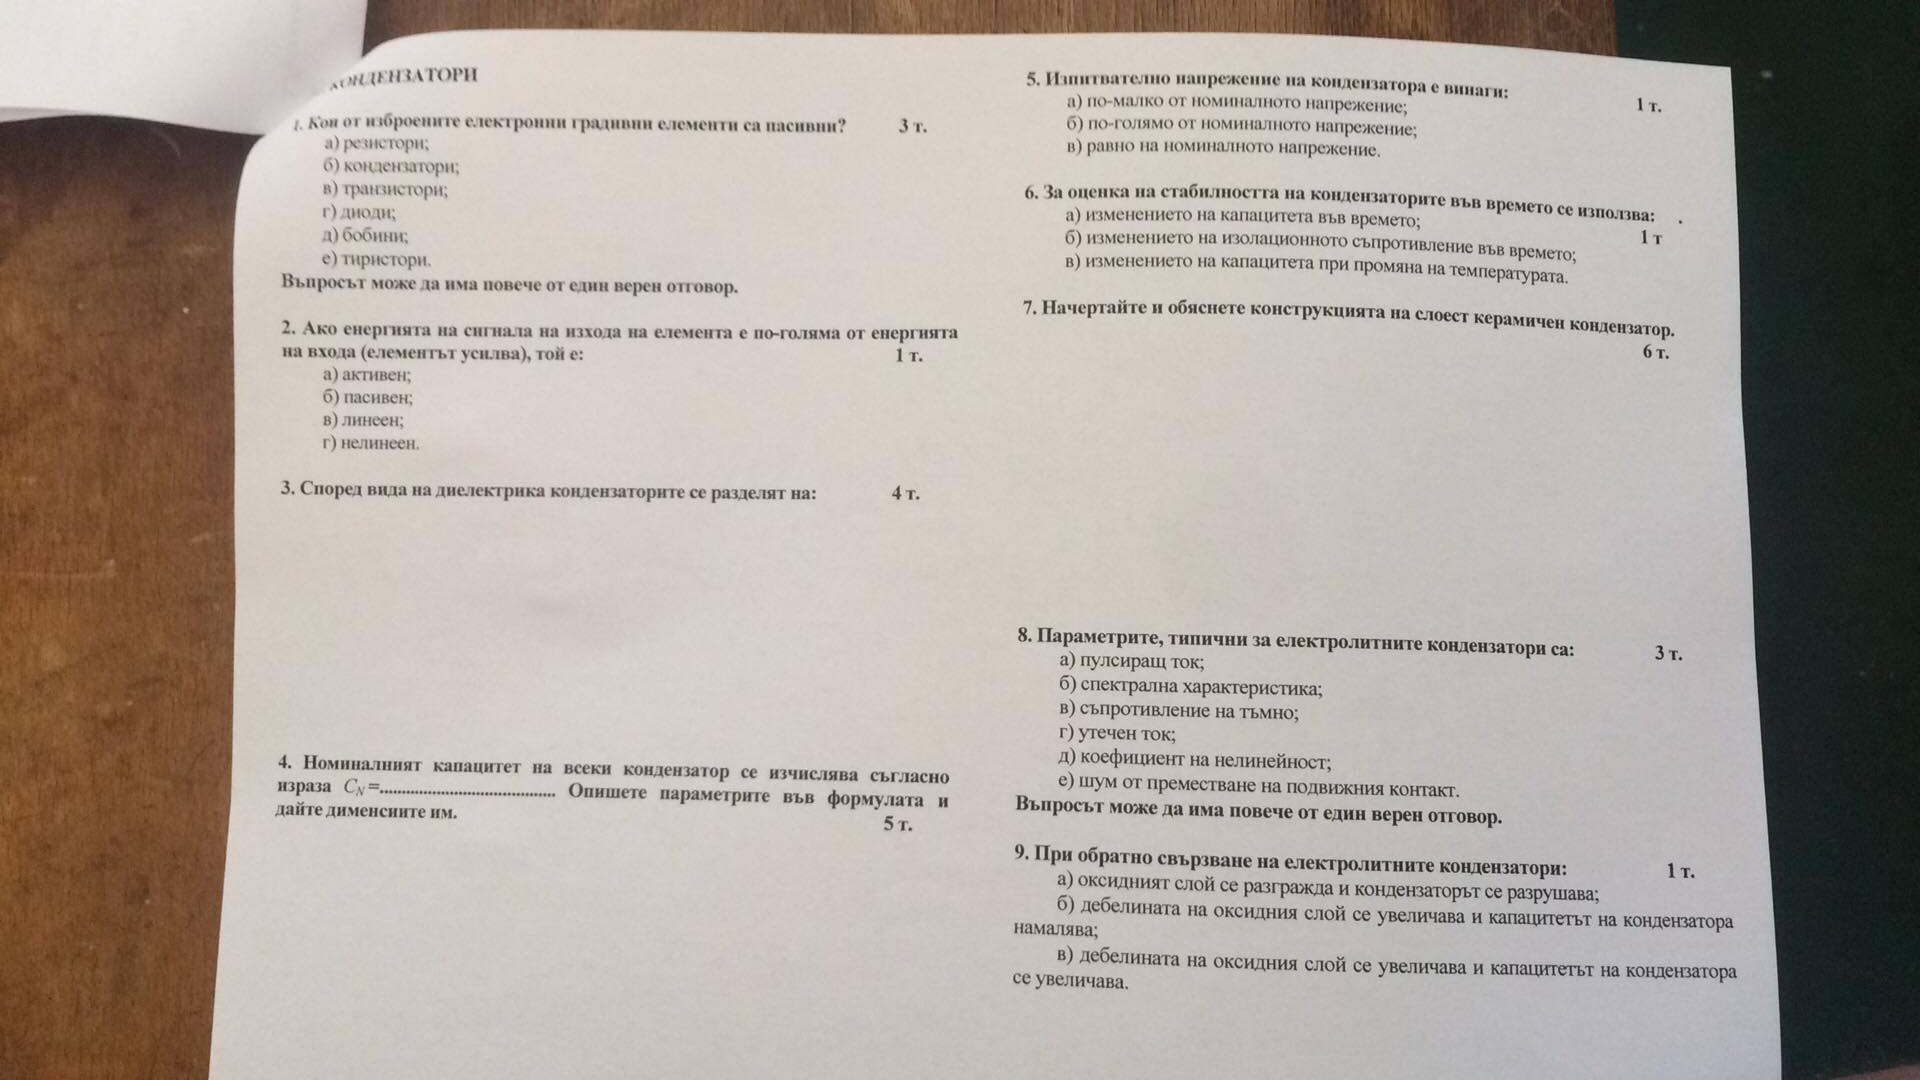 КОНДЕНЗАТОРИ
1. Кои от изброените електронни градивни елементи са пасивни? 3 т.
а) резистори;
б) кондензатори;
в) транзистори;
г) диоди;
д) бобини;
е) тиристори.
Въпросът може да има повече от един верен отговор.
2. Ако енергията на сигнала на изхода на елемента е по-голяма от енергията
на входа (елементът усилва), той е: 1 т.
а) активен;
б) пасивен;
в) линеен;
г) нелинеен.
3. Според вида на диелектрика кондензаторите се разделят на: 4 т.
4. Номиналният капацитет на всеки кондензатор се изчислява съгласно
израза C_N=........................................ Опишете параметрите във формулата и
дайте дименсиите им. 5 т.
5. Изпитвателно напрежение на кондензатора е винаги: 1 т.
а) по-малко от номиналното напрежение;
б) по-голямо от номиналното напрежение;
в) равно на номиналното напрежение.
6. За оценка на стабилността на кондензаторите във времето се използва: .
а) изменението на капацитета във времето; 1 т
б) изменението на изолационното съпротивление във времето;
в) изменението на капацитета при промяна на температурата.
7. Начертайте и обяснете конструкцията на слоест керамичен кондензатор.
6 т.
8. Параметрите, типични за електролитните кондензатори са: 3 т.
а) пулсиращ ток;
б) спектрална характеристика;
в) съпротивление на тъмно;
г) утечен ток;
д) коефициент на нелинейност;
е) шум от преместване на подвижния контакт.
Въпросът може да има повече от един верен отговор.
9. При обратно свързване на електролитните кондензатори: 1 т.
а) оксидният слой се разгражда и кондензаторът се разрушава;
б) дебелината на оксидния слой се увеличава и капацитетът на кондензатора
намалява;
в) дебелината на оксидния слой се увеличава и капацитетът на кондензатора
се увеличава.